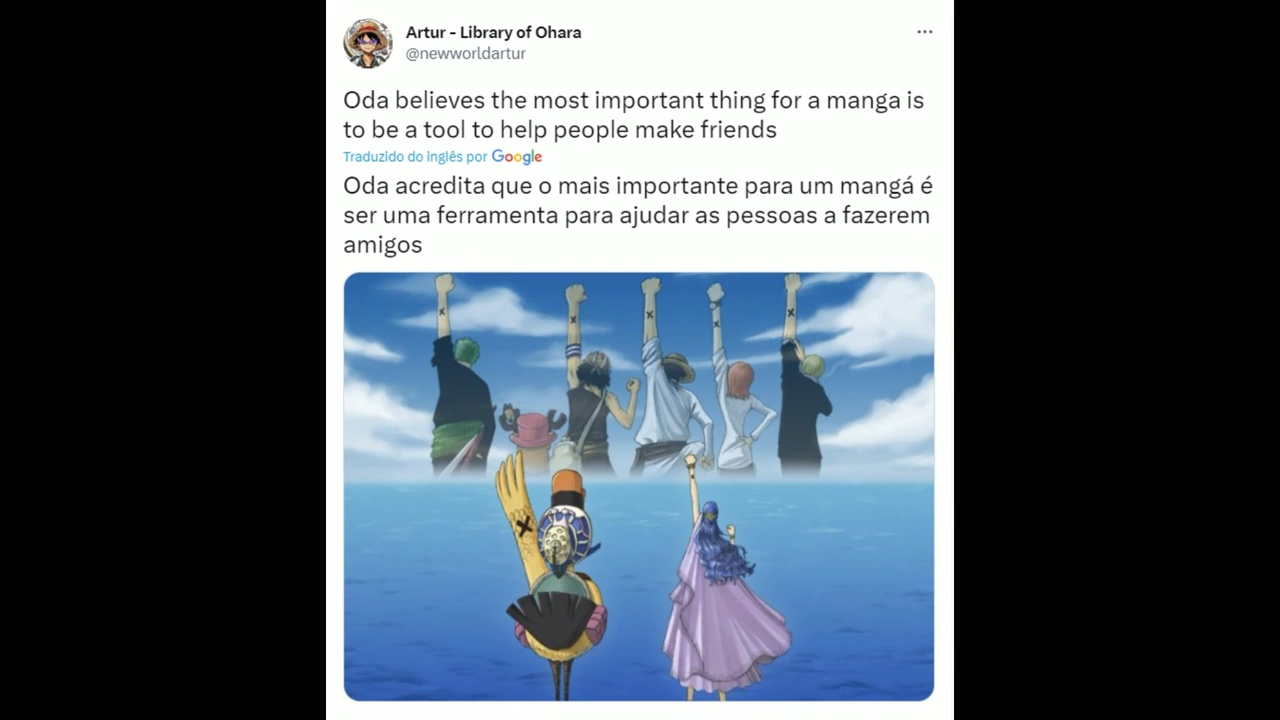 Artur - Library of Ohara
@newworldartur
Oda believes the most important thing for a manga is
to be a tool to help people make friends
Traduzido do inglês por Google
Oda acredita que o mais importante para um mangá é
ser uma ferramenta para ajudar as pessoas a fazerem
amigos